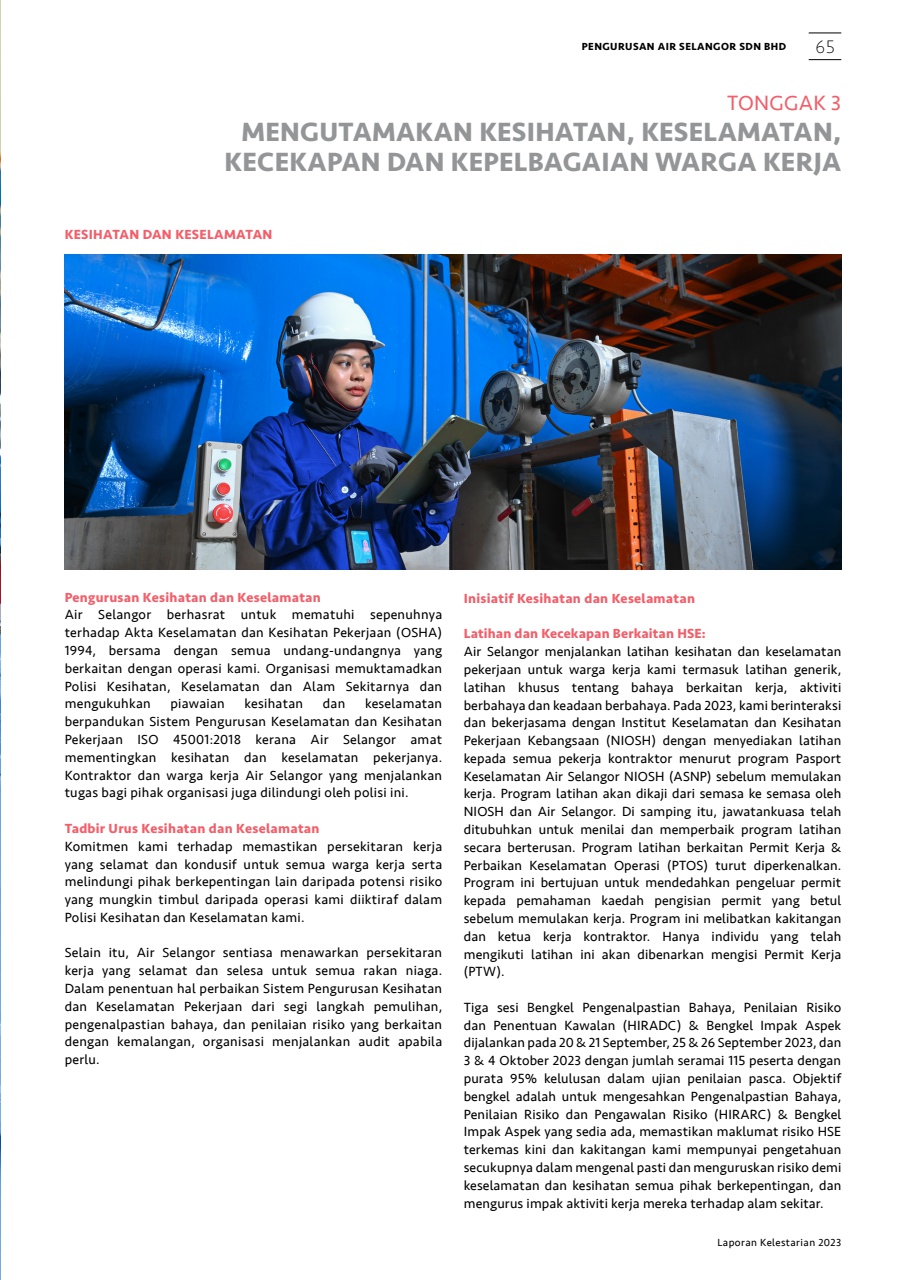 PENGURUSAN AIR SELANGOR SDN BHD 65
TONGGAK 3
MENGUTAMAKAN KESIHATAN, KESELAMATAN,
KECEKAPAN DAN KEPELBAGAIAN WARGA KERJA
KESIHATAN DAN KESELAMATAN
Pengurusan Kesihatan dan Keselamatan
Air Selangor berhasrat untuk mematuhi sepenuhnya
terhadap Akta Keselamatan dan Kesihatan Pekerjaan (OSHA)
1994, bersama dengan semua undang-undangnya yang
berkaitan dengan operasi kami. Organisasi memuktamadkan
Polisi Kesihatan, Keselamatan dan Alam Sekitarnya dan
mengukuhkan piawaian kesihatan dan keselamatan
berpandukan Sistem Pengurusan Keselamatan dan Kesihatan
Pekerjaan ISO 45001:2018 kerana Air Selangor amat
mementingkan kesihatan dan keselamatan pekerjanya.
Kontraktor dan warga kerja Air Selangor yang menjalankan
tugas bagi pihak organisasi juga dilindungi oleh polisi ini.
Tadbir Urus Kesihatan dan Keselamatan
Komitmen kami terhadap memastikan persekitaran kerja
yang selamat dan kondusif untuk semua warga kerja serta
melindungi pihak berkepentingan lain daripada potensi risiko
yang mungkin timbul daripada operasi kami diiktiraf dalam
Polisi Kesihatan dan Keselamatan kami.
Selain itu, Air Selangor sentiasa menawarkan persekitaran
kerja yang selamat dan selesa untuk semua rakan niaga.
Dalam penentuan hal perbaikan Sistem Pengurusan Kesihatan
dan Keselamatan Pekerjaan dari segi langkah pemulihan,
pengenalpastian bahaya, dan penilaian risiko yang berkaitan
dengan kemalangan, organisasi menjalankan audit apabila
perlu.
Inisiatif Kesihatan dan Keselamatan
Latihan dan Kecekapan Berkaitan HSE:
Air Selangor menjalankan latihan kesihatan dan keselamatan
pekerjaan untuk warga kerja kami termasuk latihan generik,
latihan khusus tentang bahaya berkaitan kerja, aktiviti
berbahaya dan keadaan berbahaya. Pada 2023, kami berinteraksi
dan bekerjasama dengan Institut Keselamatan dan Kesihatan
Pekerjaan Kebangsaan (NIOSH) dengan menyediakan latihan
kepada semua pekerja kontraktor menurut program Pasport
Keselamatan Air Selangor NIOSH (ASNP) sebelum memulakan
kerja. Program latihan akan dikaji dari semasa ke semasa oleh
NIOSH dan Air Selangor. Di samping itu, jawatankuasa telah
ditubuhkan untuk menilai dan memperbaik program latihan
secara berterusan. Program latihan berkaitan Permit Kerja &
Perbaikan Keselamatan Operasi (PTOS) turut diperkenalkan.
Program ini bertujuan untuk mendedahkan pengeluar permit
kepada pemahaman kaedah pengisian permit yang betul
sebelum memulakan kerja. Program ini melibatkan kakitangan
dan ketua kerja kontraktor. Hanya individu yang telah
mengikuti latihan ini akan dibenarkan mengisi Permit Kerja
(PTW).
Tiga sesi Bengkel Pengenalpastian Bahaya, Penilaian Risiko
dan Penentuan Kawalan (HIRADC) & Bengkel Impak Aspek
dijalankan pada 20 & 21 September, 25 & 26 September 2023, dan
3 & 4 Oktober 2023 dengan jumlah seramai 115 peserta dengan
purata 95% kelulusan dalam ujian penilaian pasca. Objektif
bengkel adalah untuk mengesahkan Pengenalpastian Bahaya,
Penilaian Risiko dan Pengawalan Risiko (HIRARC) & Bengkel
Impak Aspek yang sedia ada, memastikan maklumat risiko HSE
terkemas kini dan kakitangan kami mempunyai pengetahuan
secukupnya dalam mengenal pasti dan menguruskan risiko demi
keselamatan dan kesihatan semua pihak berkepentingan, dan
mengurus impak aktiviti kerja mereka terhadap alam sekitar.
Laporan Kelestarian 2023